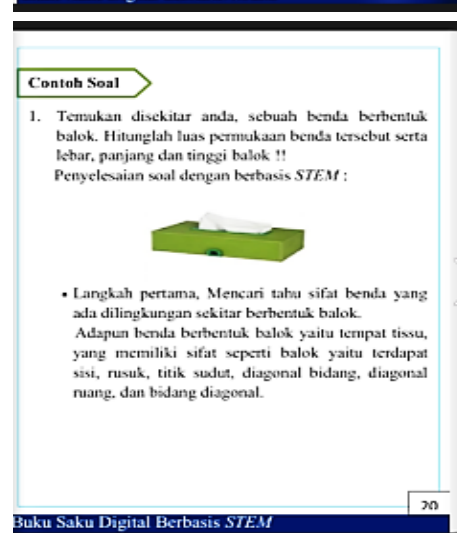 Contoh Soal
1. Temukan disekitar anda, sebuah benda berbentuk
balok. Hitunglah luas permukaan benda tersebut serta
lebar, panjang dan tinggi balok !!
Penyelesaian soal dengan berbasis STEM :
• Langkah pertama, Mencari tahu sifat benda yang
ada dilingkungan sekitar berbentuk balok.
Adapun benda berbentuk balok yaitu tempat tissu,
yang memiliki sifat seperti balok yaitu terdapat
sisi, rusuk, titik sudut, diagonal bidang, diagonal
ruang, dan bidang diagonal.
20
Buku Saku Digital Berbasis STEM